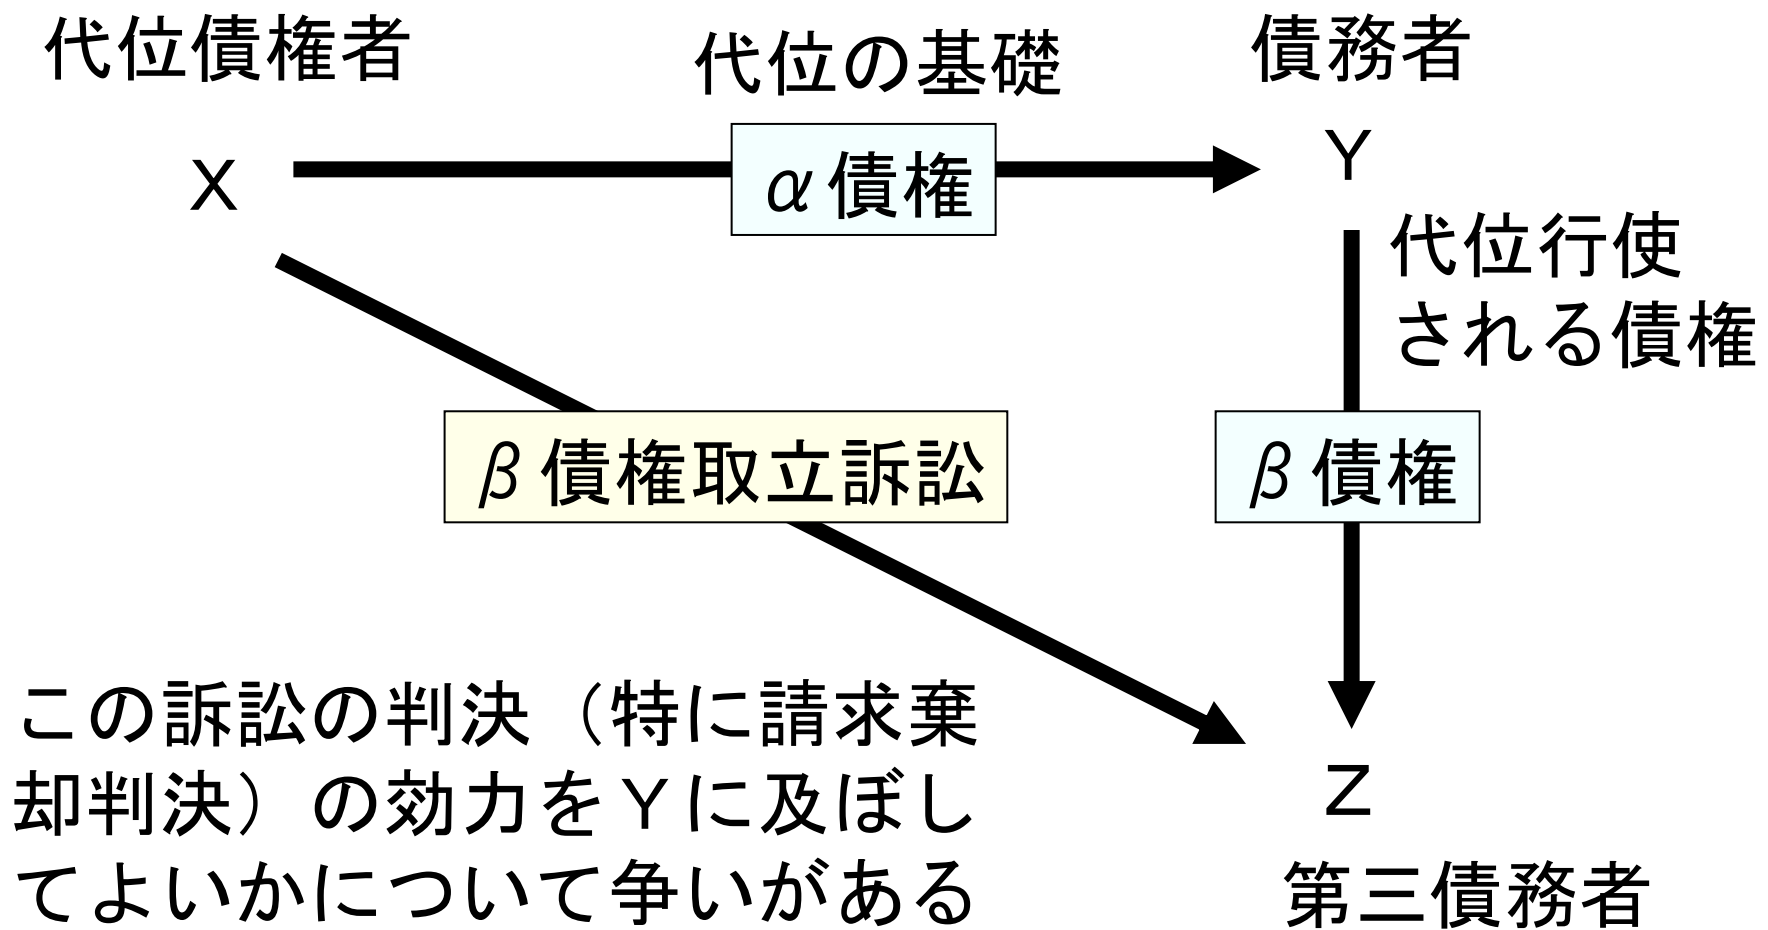 代位債権者
代位の基礎
債務者
X
α債権
Y
代位行使
される債権
β債権取立訴訟
β債権
この訴訟の判決（特に請求棄
却判決）の効力をYに及ぼし
てよいかについて争いがある
Z
第三債務者